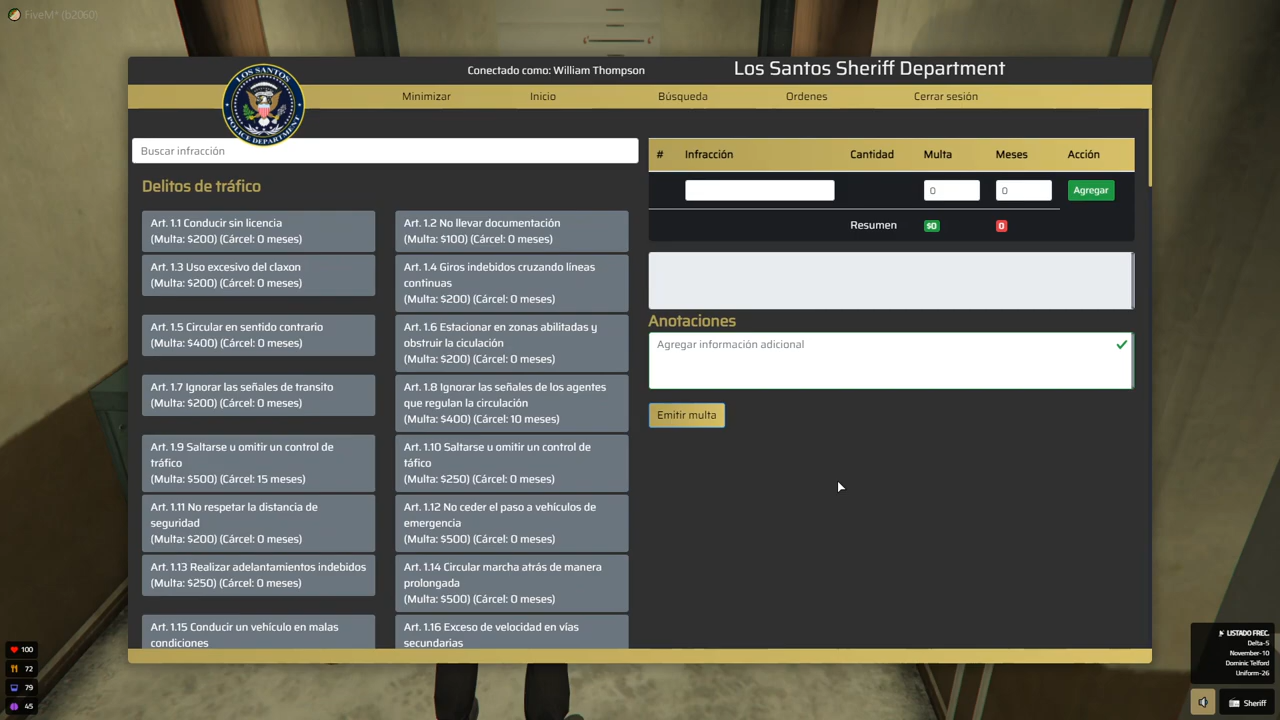 FiveM* (b2060)
Conectado como: William Thompson
Los Santos Sheriff Department
LOS SANTOS
POLICE DEPARTMENT
Minimizar
Inicio
Búsqueda
Ordenes
Cerrar sesión
Buscar infracción
Delitos de tráfico
Art. 1.1 Conducir sin licencia
(Multa: $200) (Cárcel: 0 meses)
Art. 1.2 No llevar documentación
(Multa: $100) (Cárcel: 0 meses)
Art. 1.3 Uso excesivo del claxon
(Multa: $200) (Cárcel: 0 meses)
Art. 1.4 Giros indebidos cruzando líneas
continuas
(Multa: $200) (Cárcel: 0 meses)
Art. 1.5 Circular en sentido contrario
(Multa: $400) (Cárcel: 0 meses)
Art. 1.6 Estacionar en zonas abilitadas y
obstruir la ciculación
(Multa: $200) (Cárcel: 0 meses)
Art. 1.7 Ignorar las señales de transito
(Multa: $200) (Cárcel: 0 meses)
Art. 1.8 Ignorar las señales de los agentes
que regulan la circulación
(Multa: $400) (Cárcel: 10 meses)
Art. 1.9 Saltarse u omitir un control de
tráfico
(Multa: $500) (Cárcel: 15 meses)
Art. 1.10 Saltarse u omitir un control de
táfico
(Multa: $250) (Cárcel: 0 meses)
Art. 1.11 No respetar la distancia de
seguridad
(Multa: $200) (Cárcel: 0 meses)
Art. 1.12 No ceder el paso a vehículos de
emergencia
(Multa: $500) (Cárcel: 0 meses)
Art. 1.13 Realizar adelantamientos indebidos
(Multa: $250) (Cárcel: 0 meses)
Art. 1.14 Circular marcha atrás de manera
prolongada
(Multa: $500) (Cárcel: 0 meses)
Art. 1.15 Conducir un vehículo en malas
condiciones
Art. 1.16 Exceso de velocidad en vías
secundarias
# Infracción Cantidad Multa Meses Acción
0 0 Agregar
Resumen $0 0
Anotaciones
Agregar información adicional
Emitir multa
100
72
79
45
LISTADO FREC.
Delta-5
November-10
Dominic Telford
Uniform-26
Sheriff